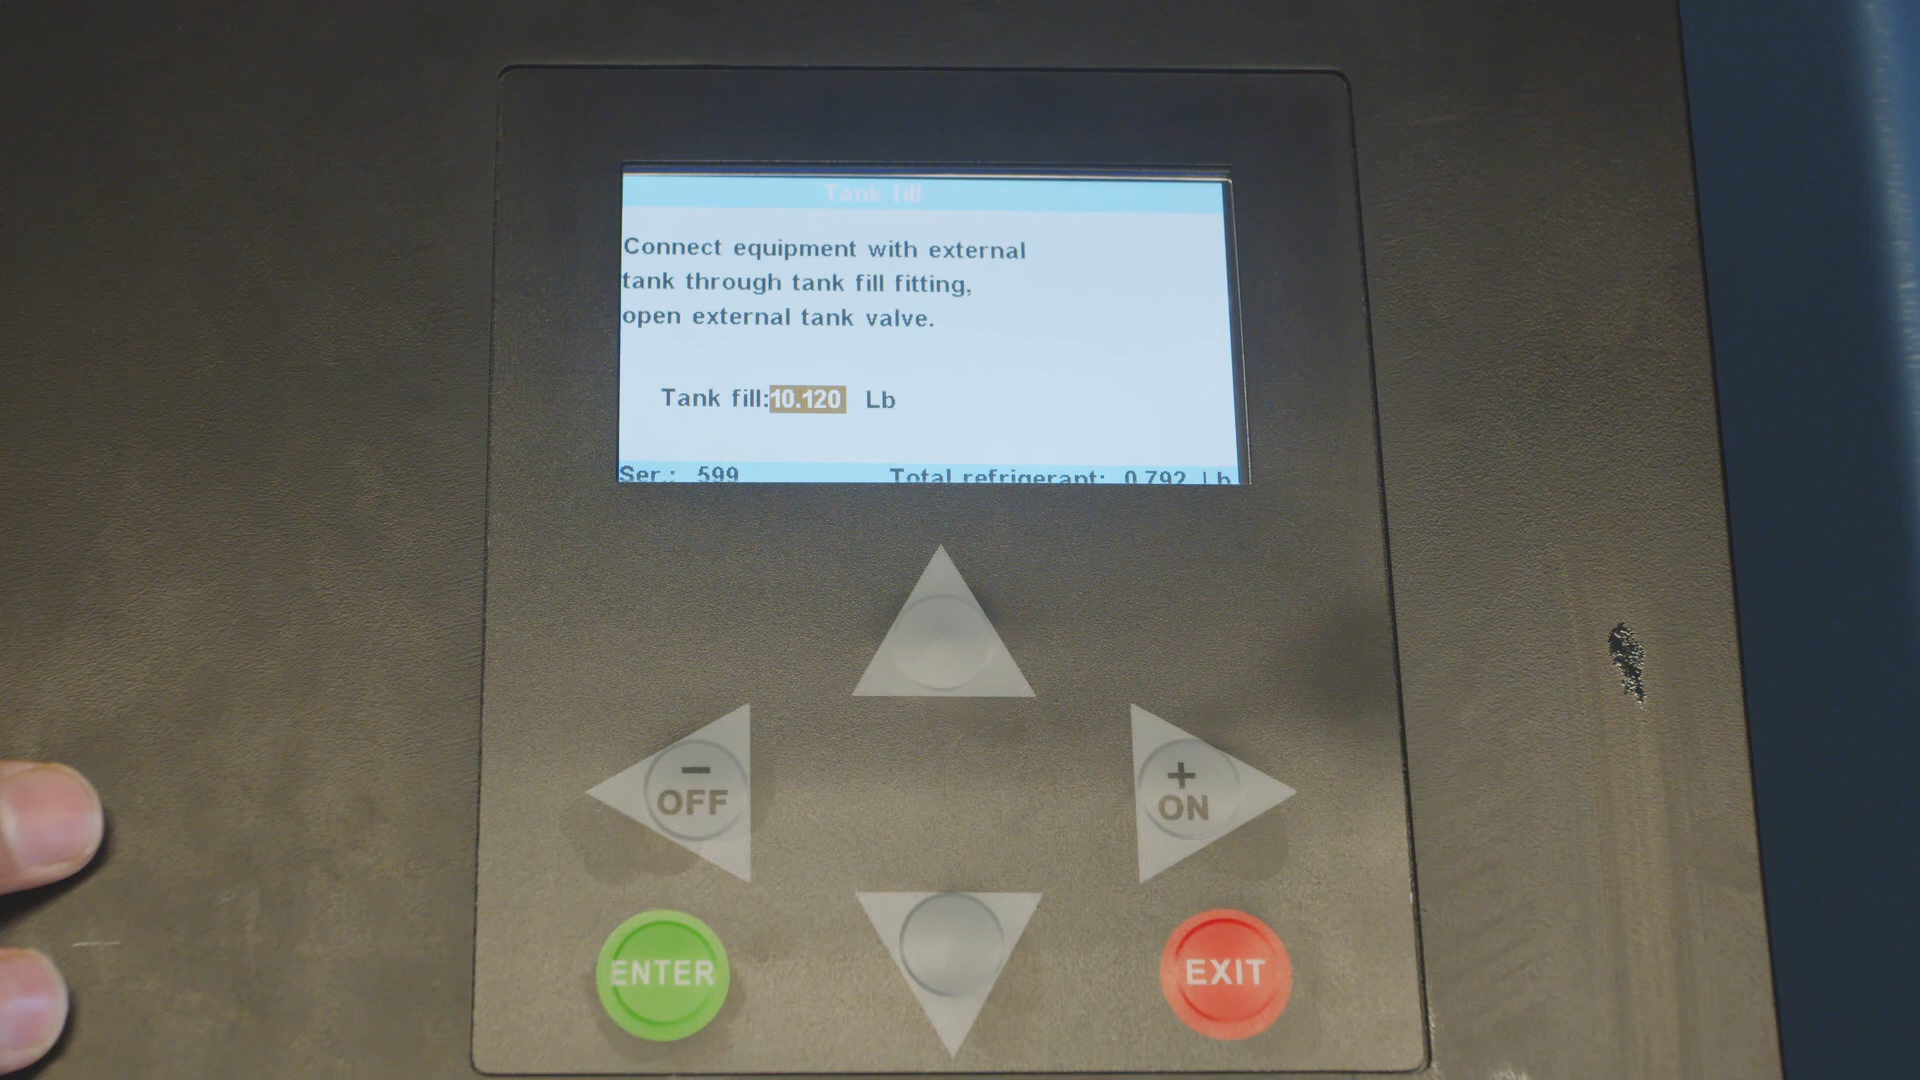 Tank fill
Connect equipment with external
tank through tank fill fitting,
open external tank valve.
Tank fill:10.120 Lb
Ser.: 599 Total refrigerant: 0.792 Lb
− OFF
+ ON
ENTER
EXIT